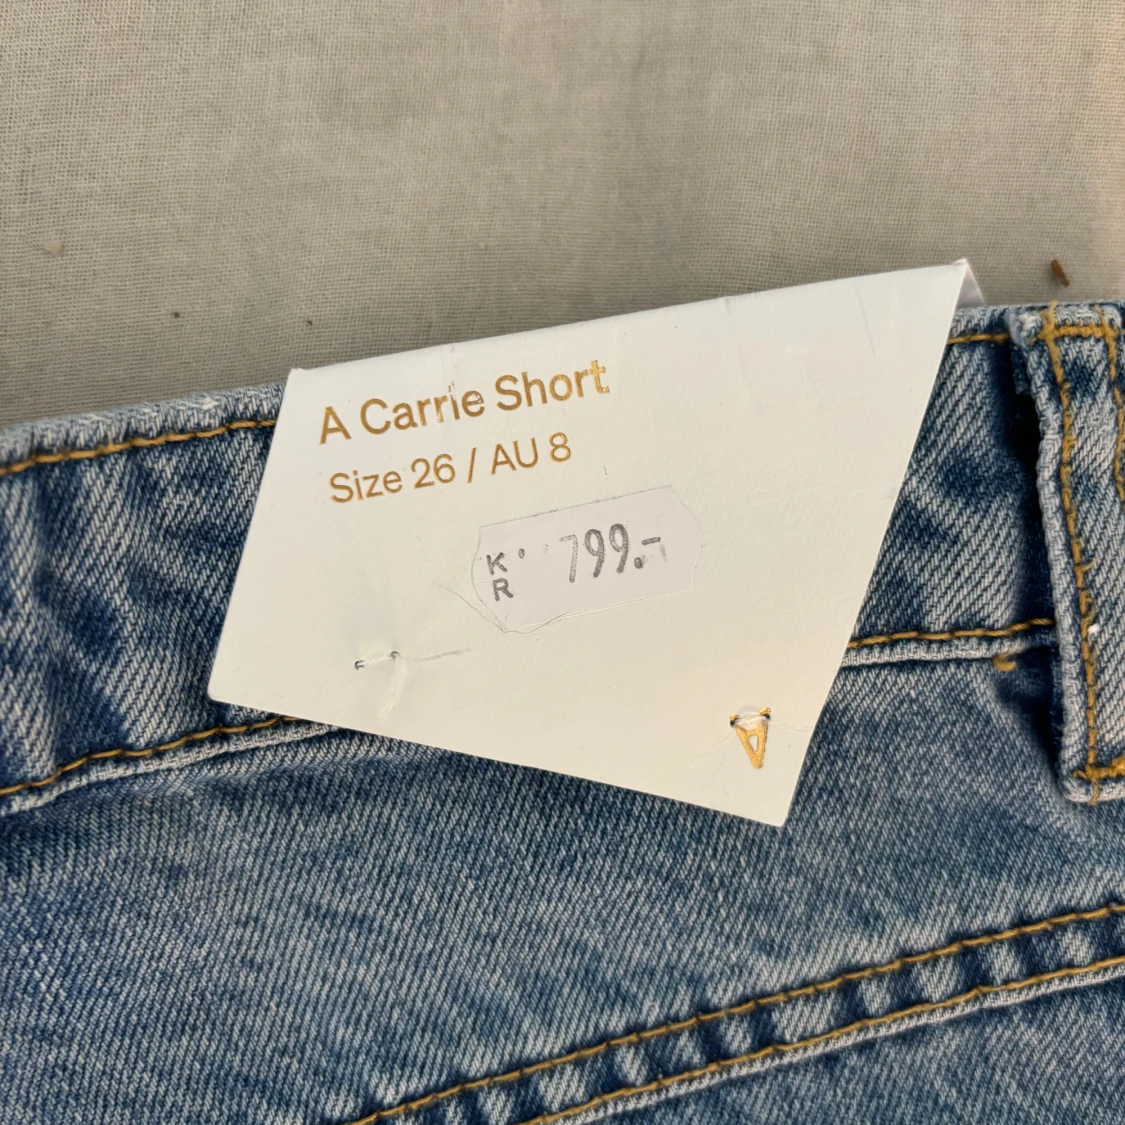 A Carrie Short
Size 26 / AU 8
KR 799.-